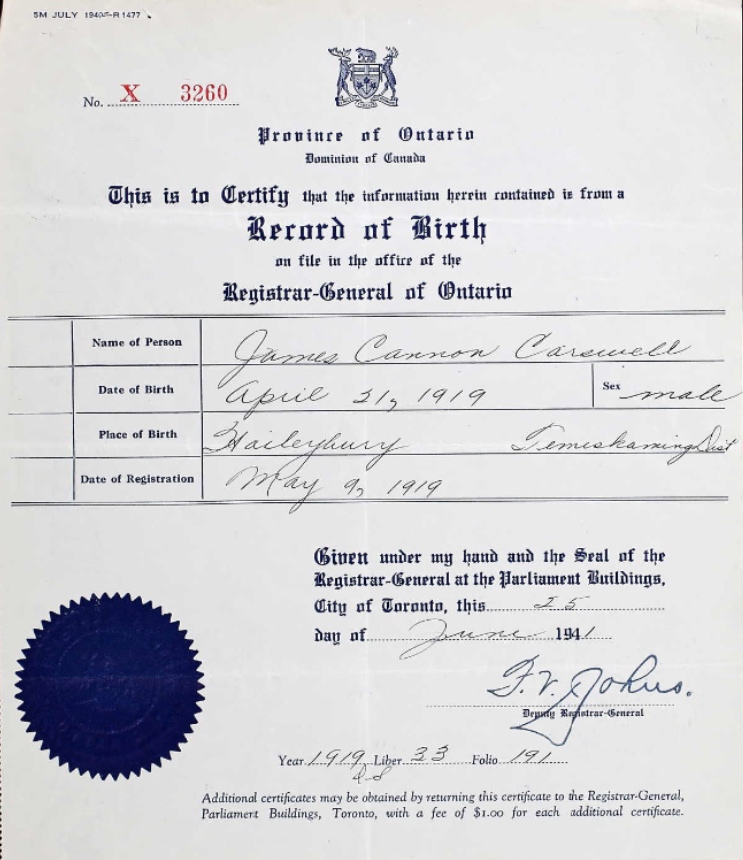 5M JULY 1940-R1477
No. X 3260
Province of Ontario
Dominion of Canada
This is to Certify that the information herein contained is from a
Record of Birth
on file in the office of the
Registrar-General of Ontario
Name of Person James Cannon Carswell
Date of Birth April 21, 1919 Sex male
Place of Birth Haileybury Temiskaming Dist
Date of Registration May 9, 1919
Given under my hand and the Seal of the
Registrar-General at the Parliament Buildings,
City of Toronto, this 25
day of June 1941
F.V. Johns.
Deputy Registrar-General
Year 1919 Liber 33 Folio 191
Additional certificates may be obtained by returning this certificate to the Registrar-General,
Parliament Buildings, Toronto, with a fee of $1.00 for each additional certificate.